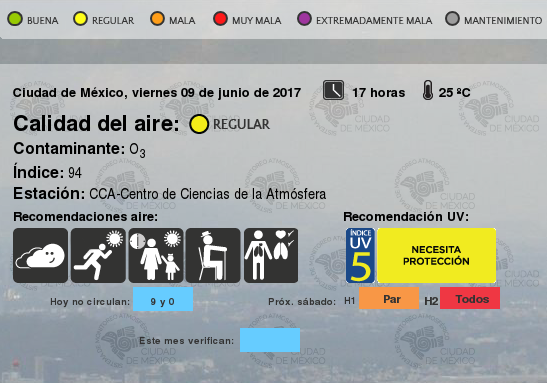 BUENA REGULAR MALA MUY MALA EXTREMADAMENTE MALA MANTENIMIENTO
Ciudad de México, viernes 09 de junio de 2017 17 horas 25 ºC
Calidad del aire: REGULAR
Contaminante: O3
Índice: 94
Estación: CCA-Centro de Ciencias de la Atmósfera
Recomendaciones aire: Recomendación UV:
ÍNDICE
UV
5
NECESITA
PROTECCIÓN
Hoy no circulan: 9 y 0 Próx. sábado: H1 Par H2 Todos
Este mes verifican:
CIUDAD
DE MÉXICO